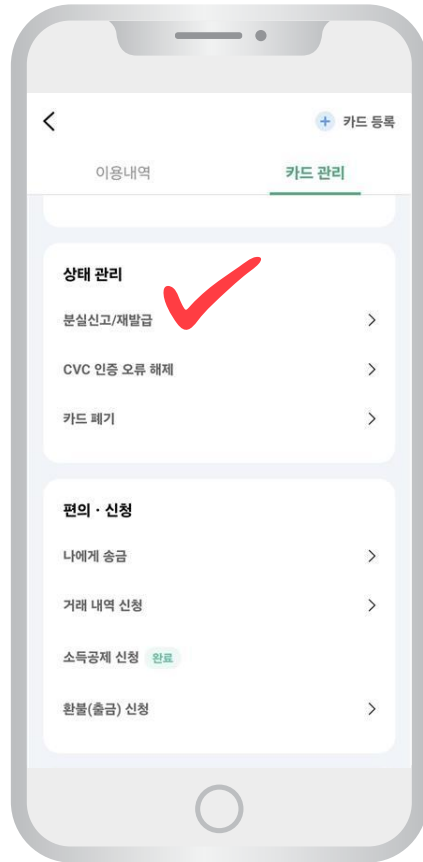 + 카드 등록
이용내역 카드 관리
상태 관리
분실신고/재발급
CVC 인증 오류 해제
카드 폐기
편의 · 신청
나에게 송금
거래 내역 신청
소득공제 신청 완료
환불(출금) 신청